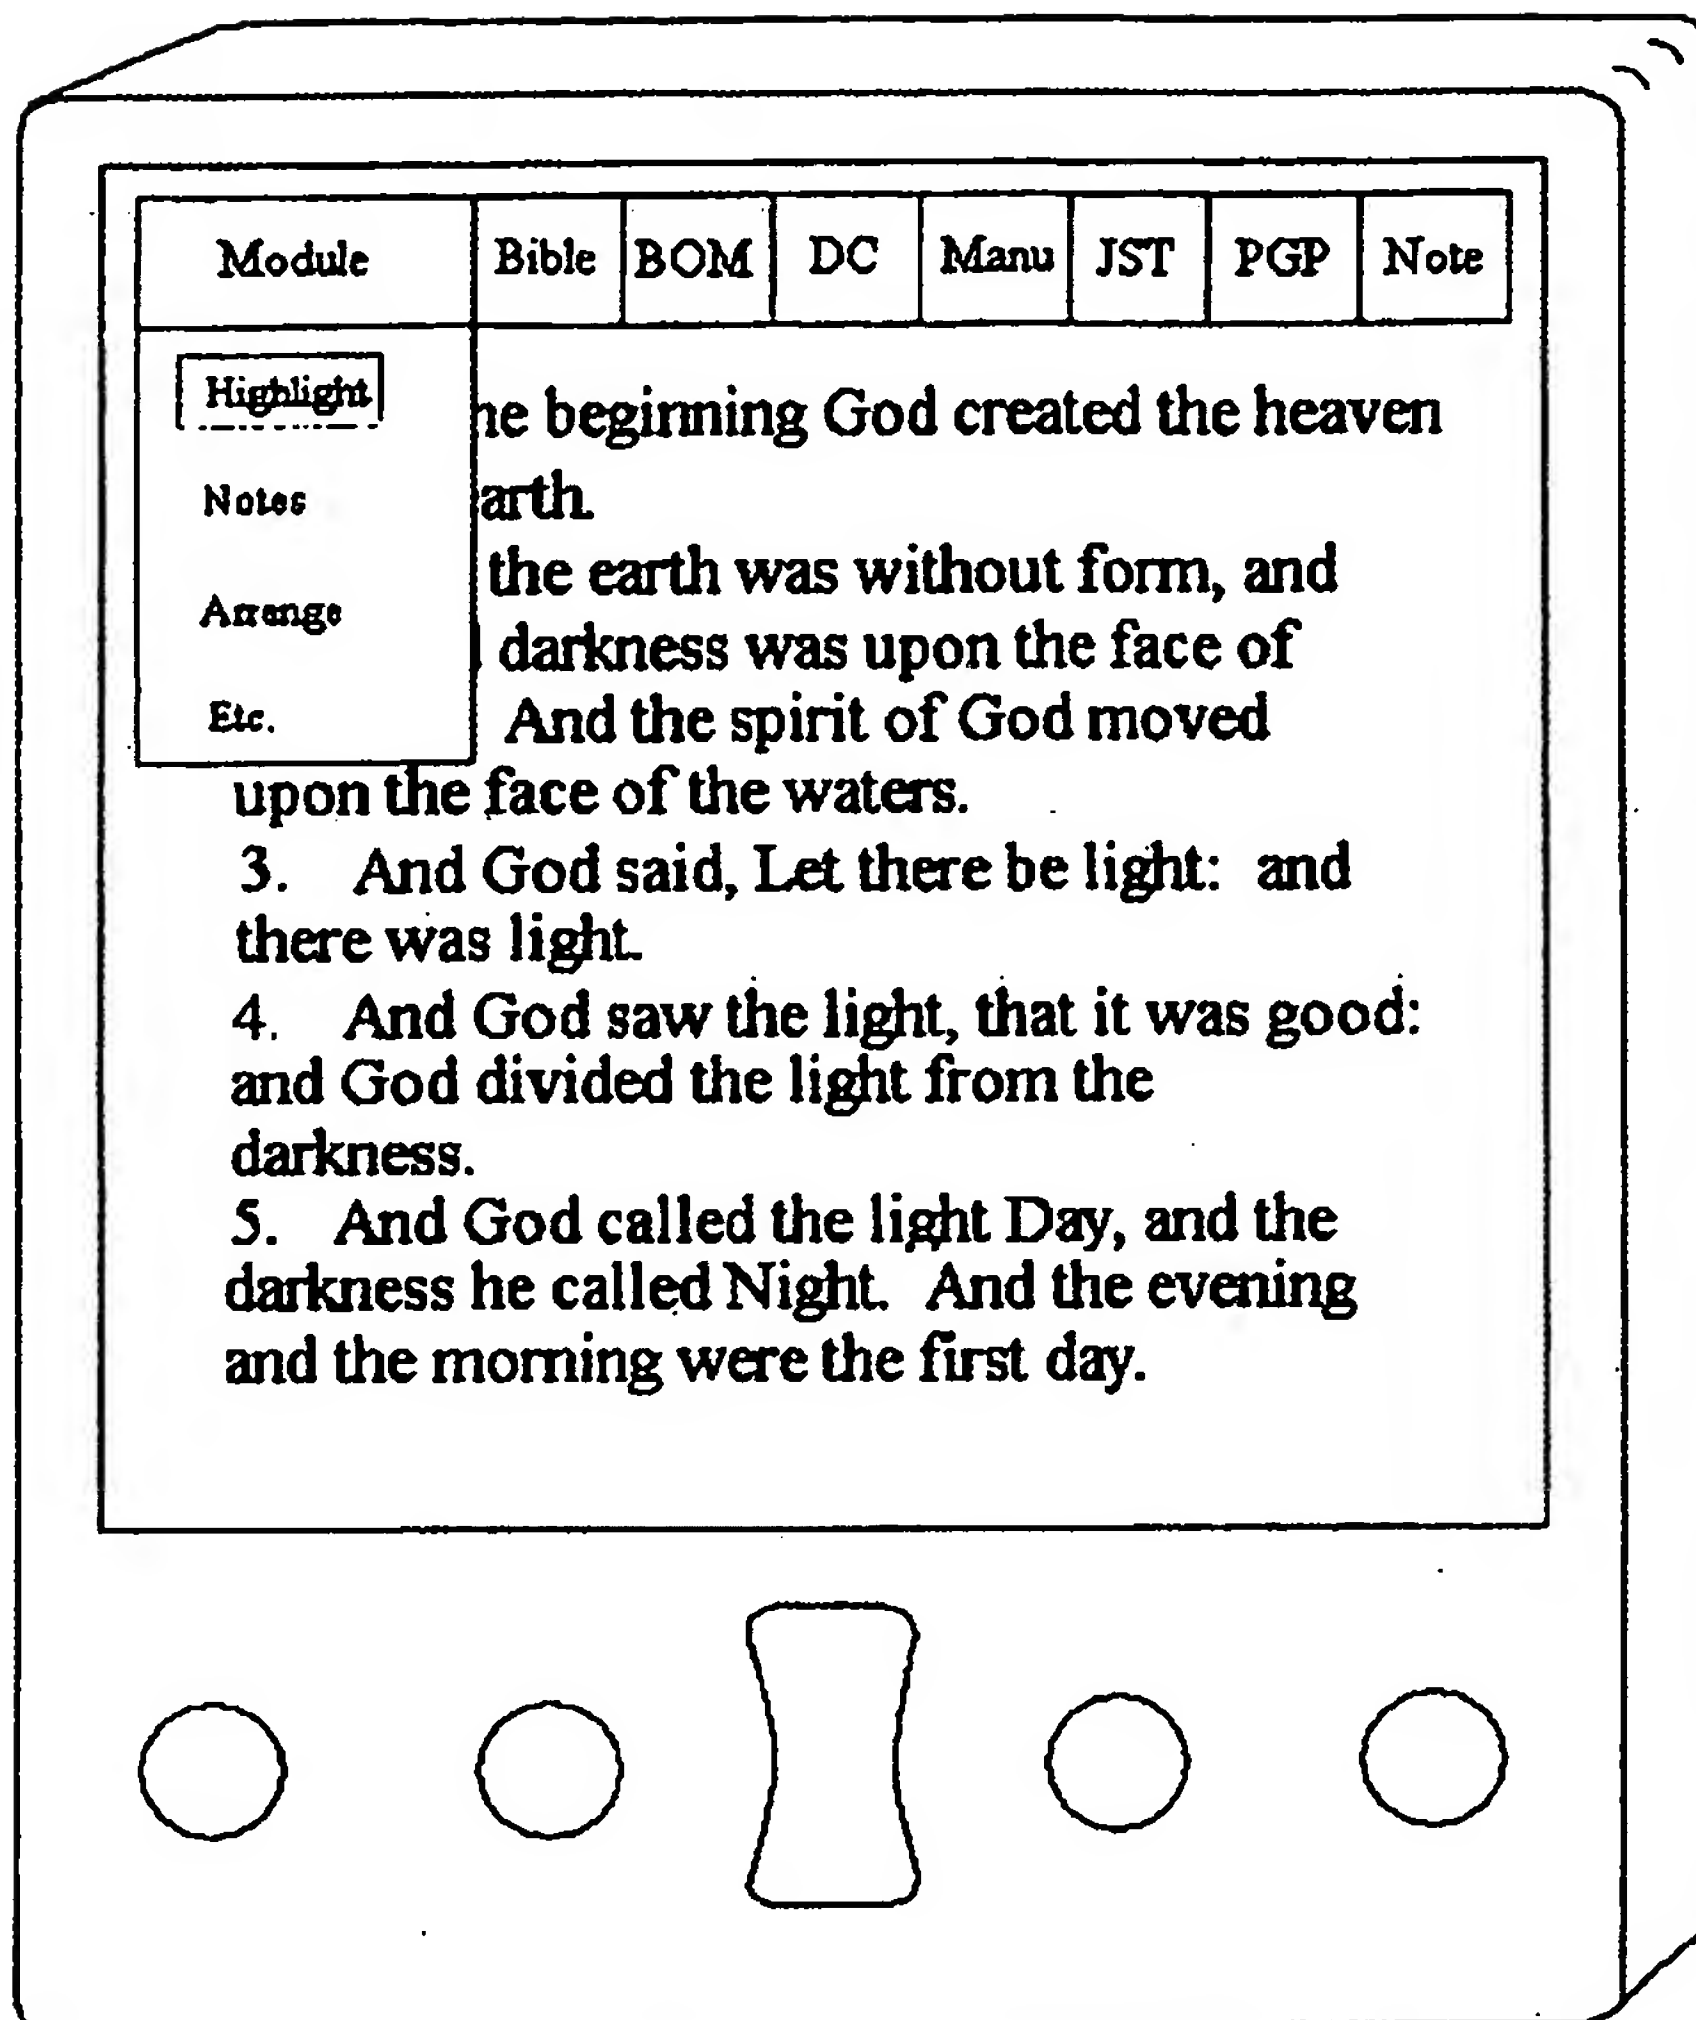 Module Bible BOM DC Manu JST PGP Note
Highlight
Notes
Arrange
Etc.
he beginning God created the heaven
arth.
the earth was without form, and
darkness was upon the face of
And the spirit of God moved
upon the face of the waters.
3. And God said, Let there be light: and
there was light.
4. And God saw the light, that it was good:
and God divided the light from the
darkness.
5. And God called the light Day, and the
darkness he called Night. And the evening
and the morning were the first day.